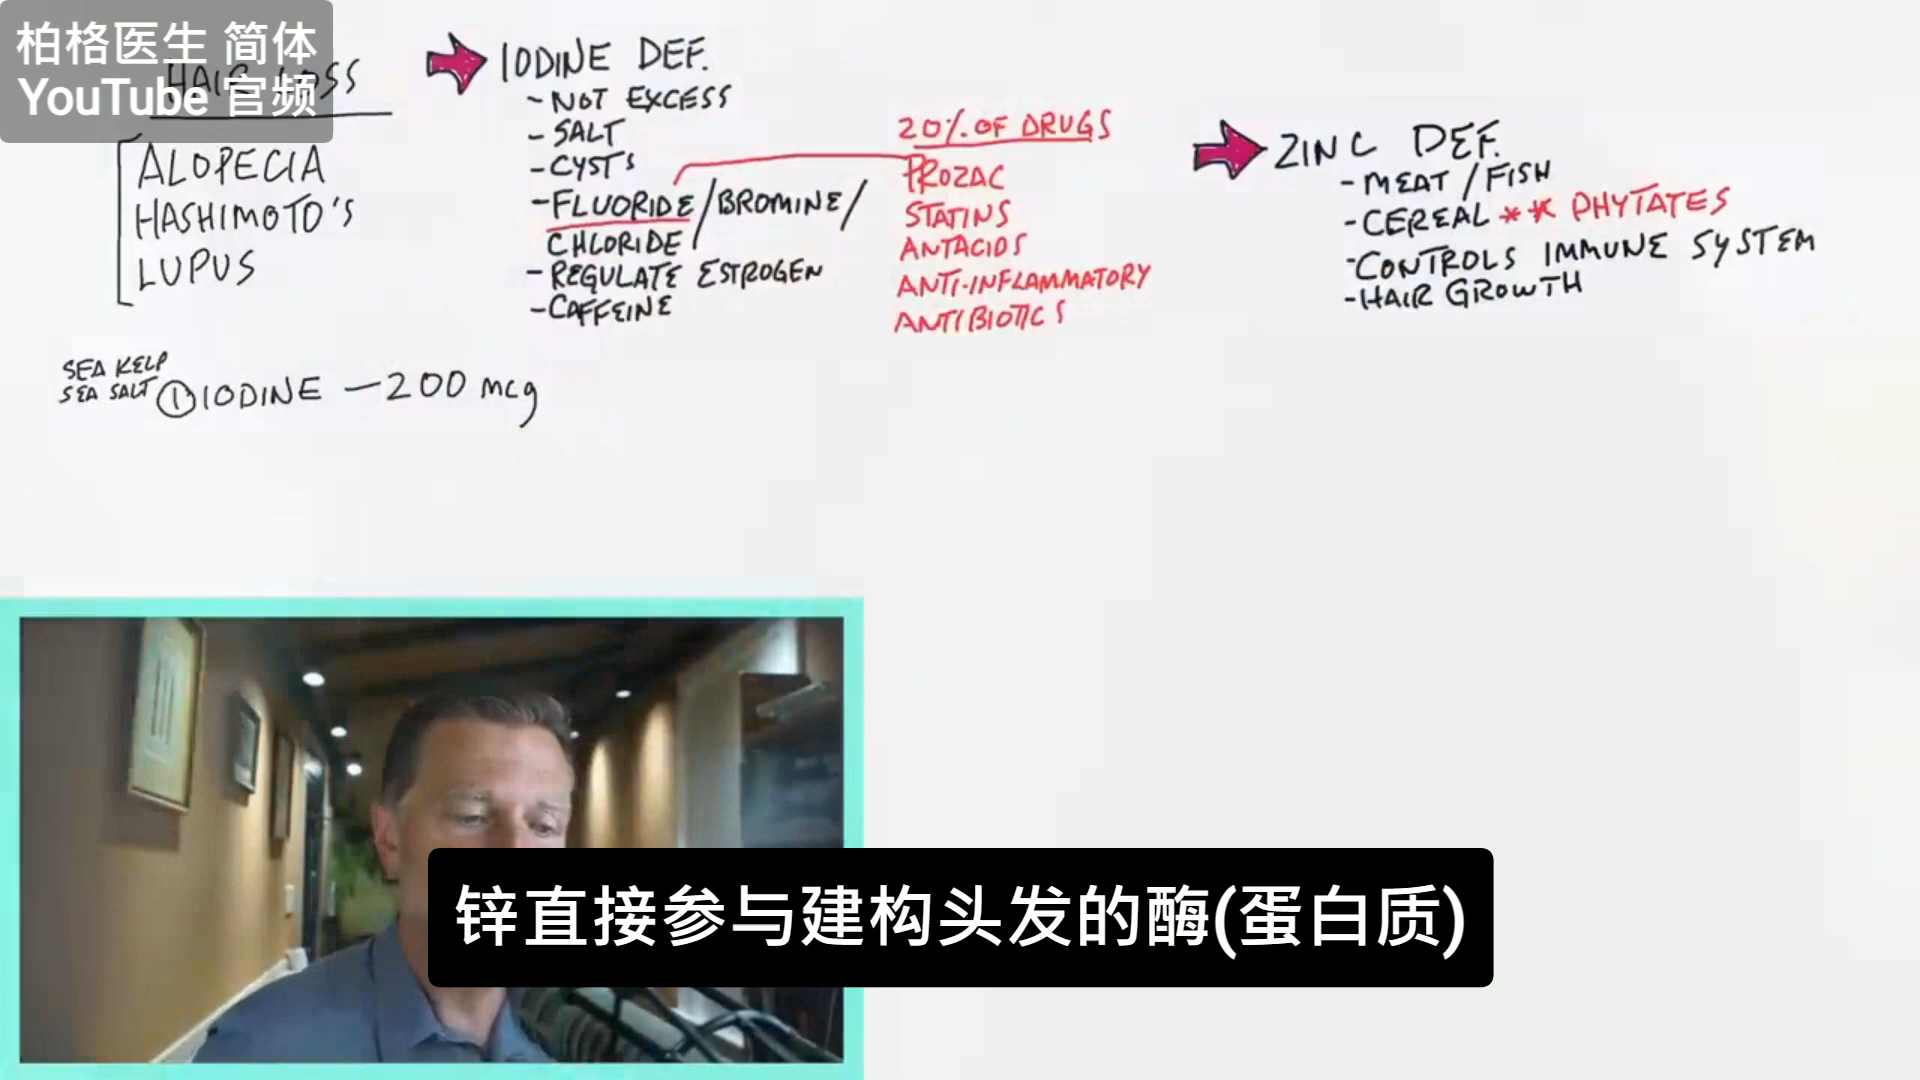 柏格医生 简体
YouTube 官频
HAIR LOSS
ALOPECIA
HASHIMOTO'S
LUPUS
IODINE DEF.
- NOT EXCESS
- SALT
- CYSTS
- FLUORIDE/BROMINE/
CHLORIDE
- REGULATE ESTROGEN
- CAFFEINE
20% OF DRUGS
PROZAC
STATINS
ANTACIDS
ANTI-INFLAMMATORY
ANTIBIOTICS
ZINC DEF.
- MEAT/FISH
- CEREAL ** PHYTATES
- CONTROLS IMMUNE SYSTEM
- HAIR GROWTH
SEA KELP
SEA SALT ① IODINE — 200 mcg
锌直接参与建构头发的酶(蛋白质)